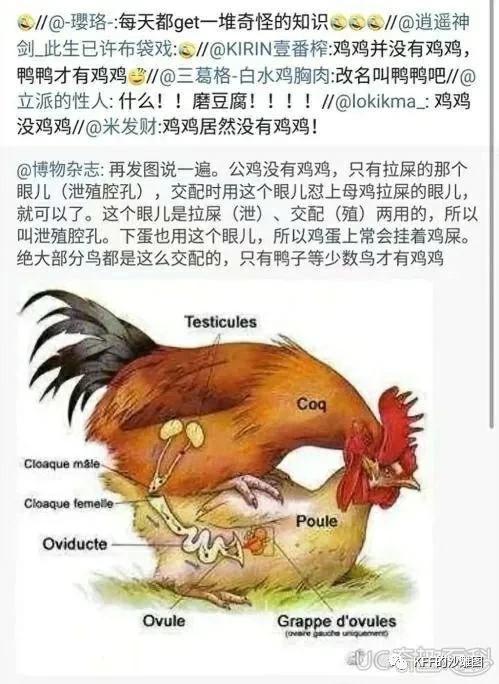 //@-璎珞-:每天都get一堆奇怪的知识//@逍遥神
剑_此生已许布袋戏://@KIRIN壹番榨:鸡鸡并没有鸡鸡，
鸭鸭才有鸡鸡//@三葛格-白水鸡胸肉:改名叫鸭鸭吧//@
立派的性人: 什么！！磨豆腐！！！！//@lokikma_: 鸡鸡
没鸡鸡//@米发财:鸡鸡居然没有鸡鸡！
@博物杂志: 再发图说一遍。公鸡没有鸡鸡，只有拉屎的那个
眼儿（泄殖腔孔），交配时用这个眼儿怼上母鸡拉屎的眼儿，
就可以了。这个眼儿是拉屎（泄）、交配（殖）两用的，所以
叫泄殖腔孔。下蛋也用这个眼儿，所以鸡蛋上常会挂着鸡屎。
绝大部分鸟都是这么交配的，只有鸭子等少数鸟才有鸡鸡
Testicules
Coq
Cloaque mâle
Cloaque femelle
Poule
Oviducte
Ovule
Grappe d'ovules
(ovaire gauche uniquement)
KFF的沙雕图